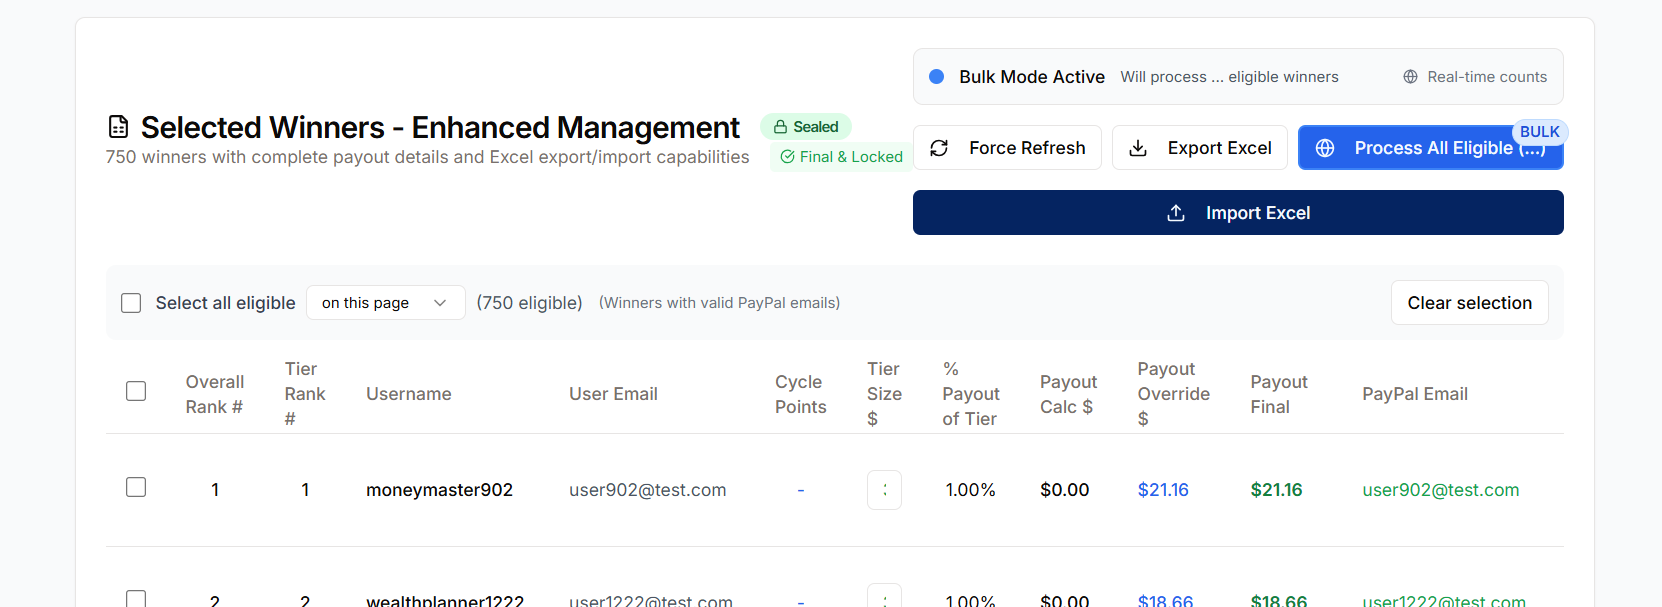 Bulk Mode Active Will process ... eligible winners Real-time counts
Selected Winners - Enhanced Management Sealed
750 winners with complete payout details and Excel export/import capabilities Final & Locked
Force Refresh Export Excel Process All Eligible (...) BULK
Import Excel
Select all eligible on this page (750 eligible) (Winners with valid PayPal emails) Clear selection
Overall Rank # Tier Rank # Username User Email Cycle Points Tier Size $ % Payout of Tier Payout Calc $ Payout Override $ Payout Final PayPal Email
1 1 moneymaster902 user902@test.com - 1.00% $0.00 $21.16 $21.16 user902@test.com
2 2 wealthplanner1222 user1222@test.com - 1.00% $0.00 $18.66 $18.66 user1222@test.com